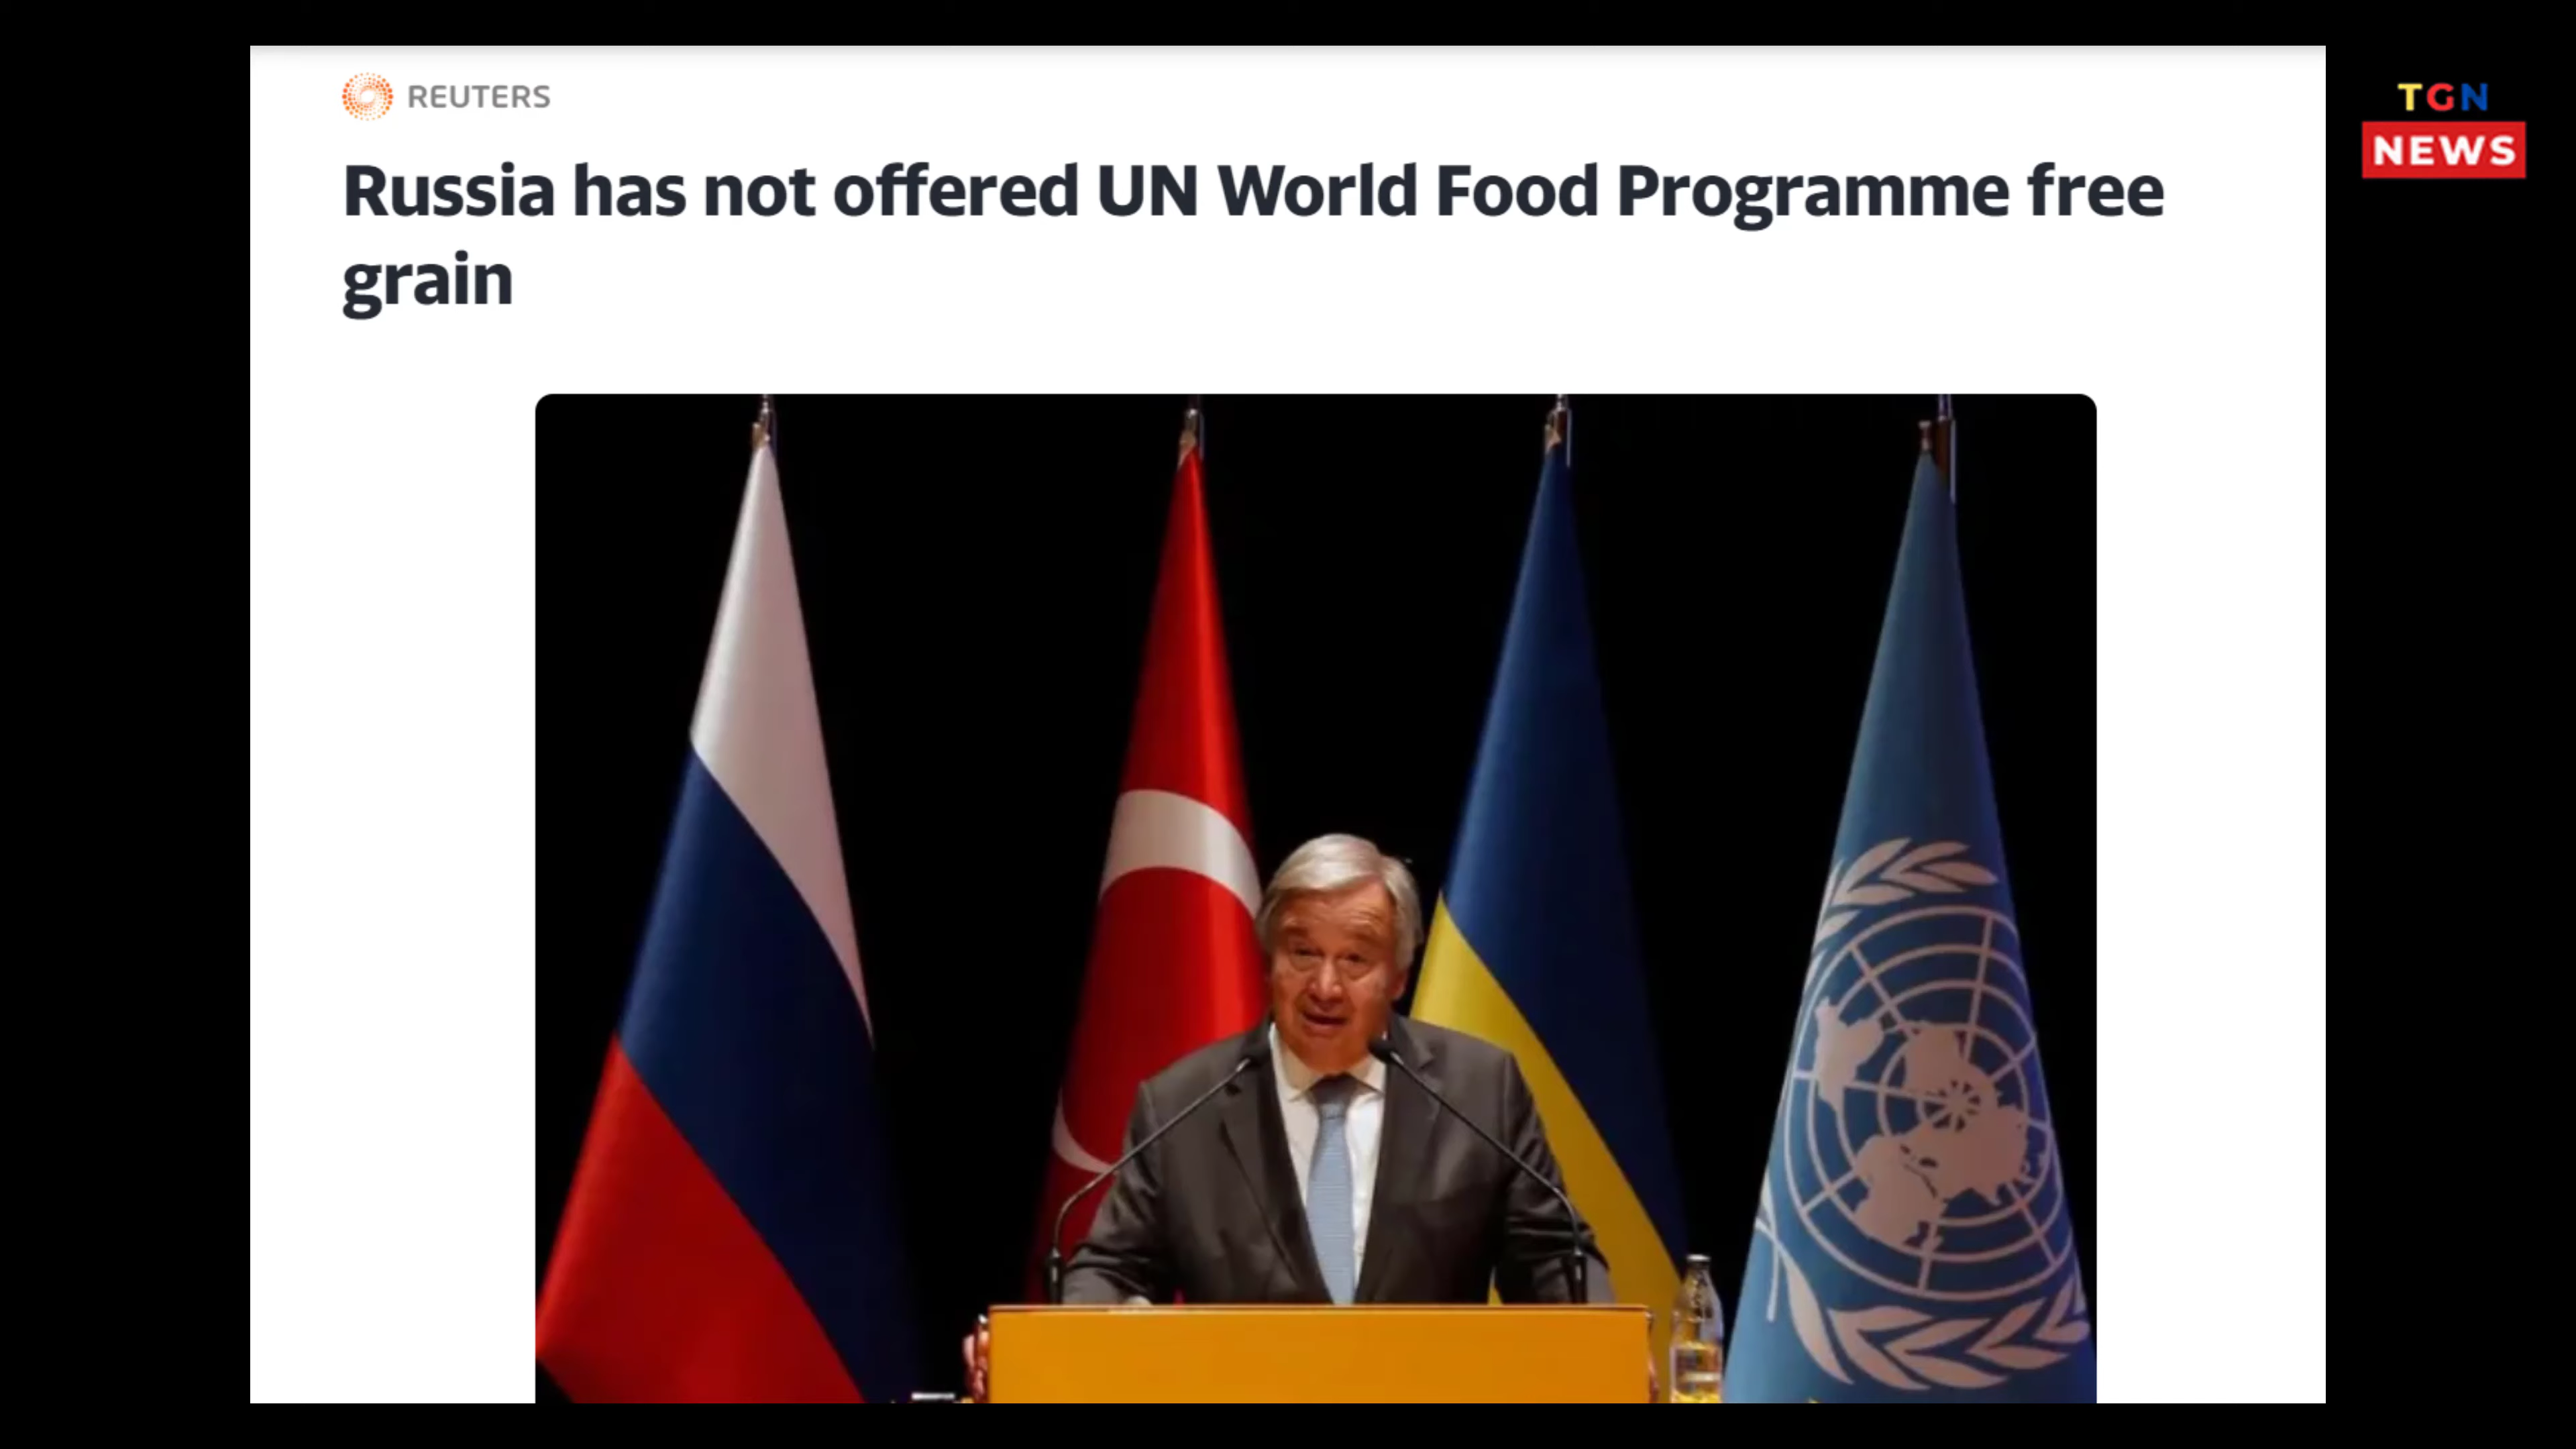 REUTERS
Russia has not offered UN World Food Programme free
grain
TGN
NEWS